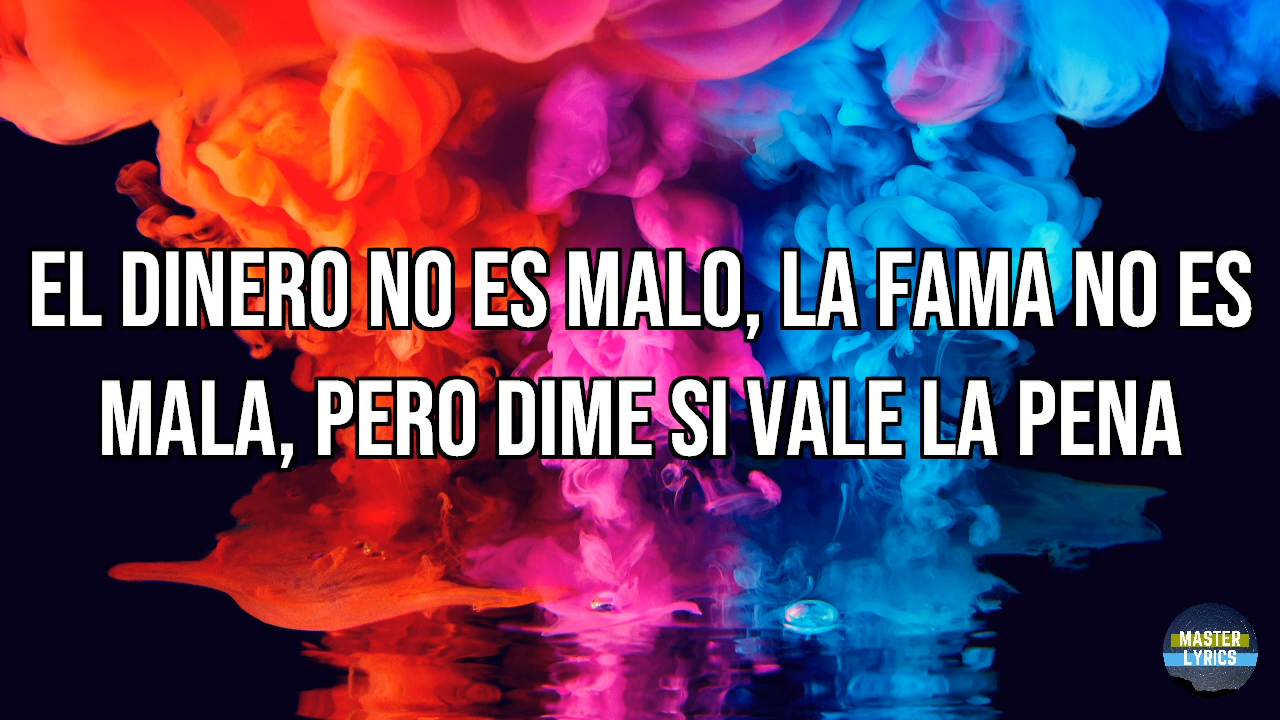 EL DINERO NO ES MALO, LA FAMA NO ES
MALA, PERO DIME SI VALE LA PENA
MASTER
LYRICS